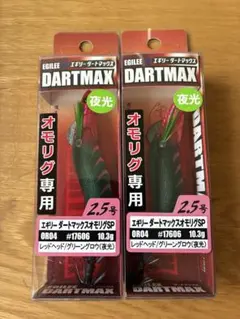 EGILEE エギリーダートマックス
DARTMAX
夜光
オモリグ専用
2.5号
エギリー ダートマックスオモリグSP
OR04 #17606 10.3g
レッドヘッド/グリーングロウ(夜光)
EGILEE
DARTMAX
EGILEE エギリーダートマックス
DARTMAX
夜光
オモリグ専用
DARTMAX
2.5号
エギリー ダートマックスオモリグSP
OR04 #17606 10.3g
レッドヘッド/グリーングロウ(夜光)
EGILEE
DARTMAX